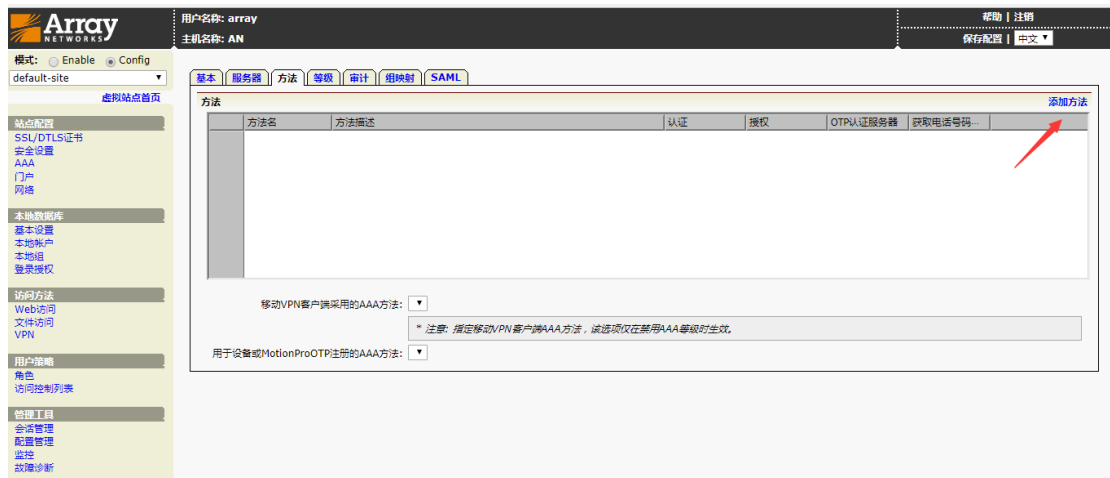 Array
NETWORKS
用户名称: array
主机名称: AN
帮助 | 注销
保存配置 | 中文
模式: Enable Config
default-site
虚拟站点首页
站点配置
SSL/DTLS证书
安全设置
AAA
门户
网络
本地数据库
基本设置
本地帐户
本地组
登录授权
访问方法
Web访问
文件访问
VPN
用户策略
角色
访问控制列表
管理工具
会话管理
配置管理
监控
故障诊断
基本 服务器 方法 等级 审计 组映射 SAML
方法 添加方法
方法名 方法描述 认证 授权 OTP认证服务器 获取电话号码...
移动VPN客户端采用的AAA方法:
* 注意: 指定移动VPN客户端AAA方法，该选项仅在禁用AAA等级时生效。
用于设备或MotionProOTP注册的AAA方法: